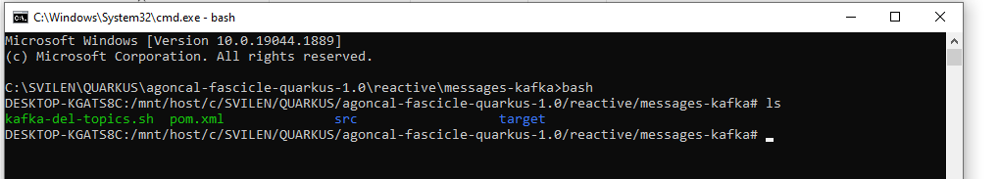 C:\Windows\System32\cmd.exe - bash
Microsoft Windows [Version 10.0.19044.1889]
(c) Microsoft Corporation. All rights reserved.
C:\SVILEN\QUARKUS\agoncal-fascicle-quarkus-1.0\reactive\messages-kafka>bash
DESKTOP-KGATS8C:/mnt/host/c/SVILEN/QUARKUS/agoncal-fascicle-quarkus-1.0/reactive/messages-kafka# ls
kafka-del-topics.sh pom.xml src target
DESKTOP-KGATS8C:/mnt/host/c/SVILEN/QUARKUS/agoncal-fascicle-quarkus-1.0/reactive/messages-kafka#